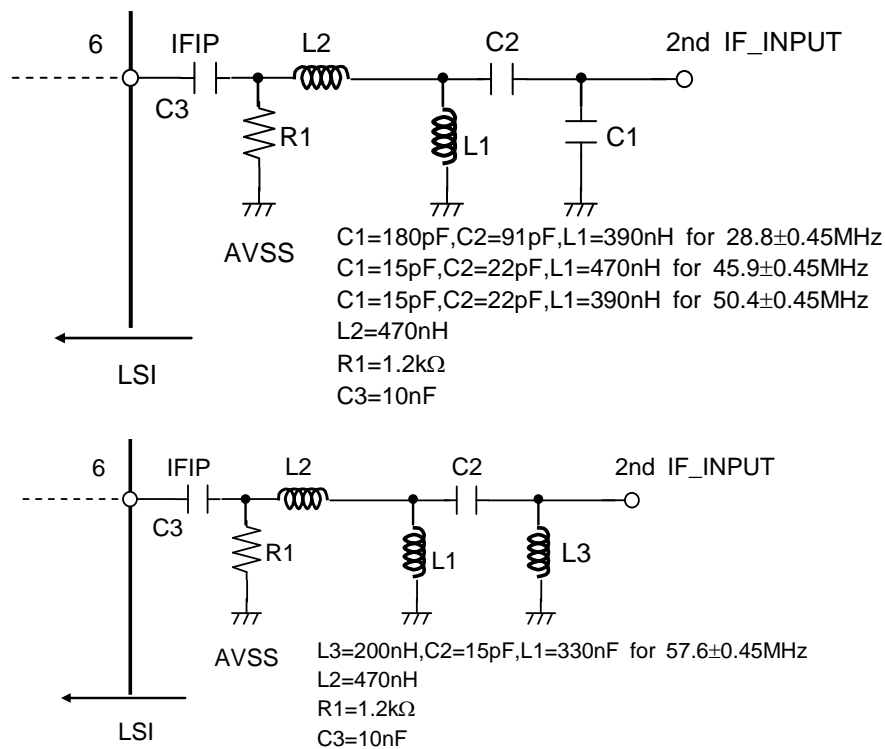 6 IFIP L2 C2 2nd IF_INPUT
C3 R1 L1 C1
AVSS
C1=180pF,C2=91pF,L1=390nH for 28.8±0.45MHz
C1=15pF,C2=22pF,L1=470nH for 45.9±0.45MHz
C1=15pF,C2=22pF,L1=390nH for 50.4±0.45MHz
L2=470nH
R1=1.2kΩ
C3=10nF
LSI
6 IFIP L2 C2 2nd IF_INPUT
C3 R1 L1 L3
AVSS
L3=200nH,C2=15pF,L1=330nF for 57.6±0.45MHz
L2=470nH
R1=1.2kΩ
C3=10nF
LSI